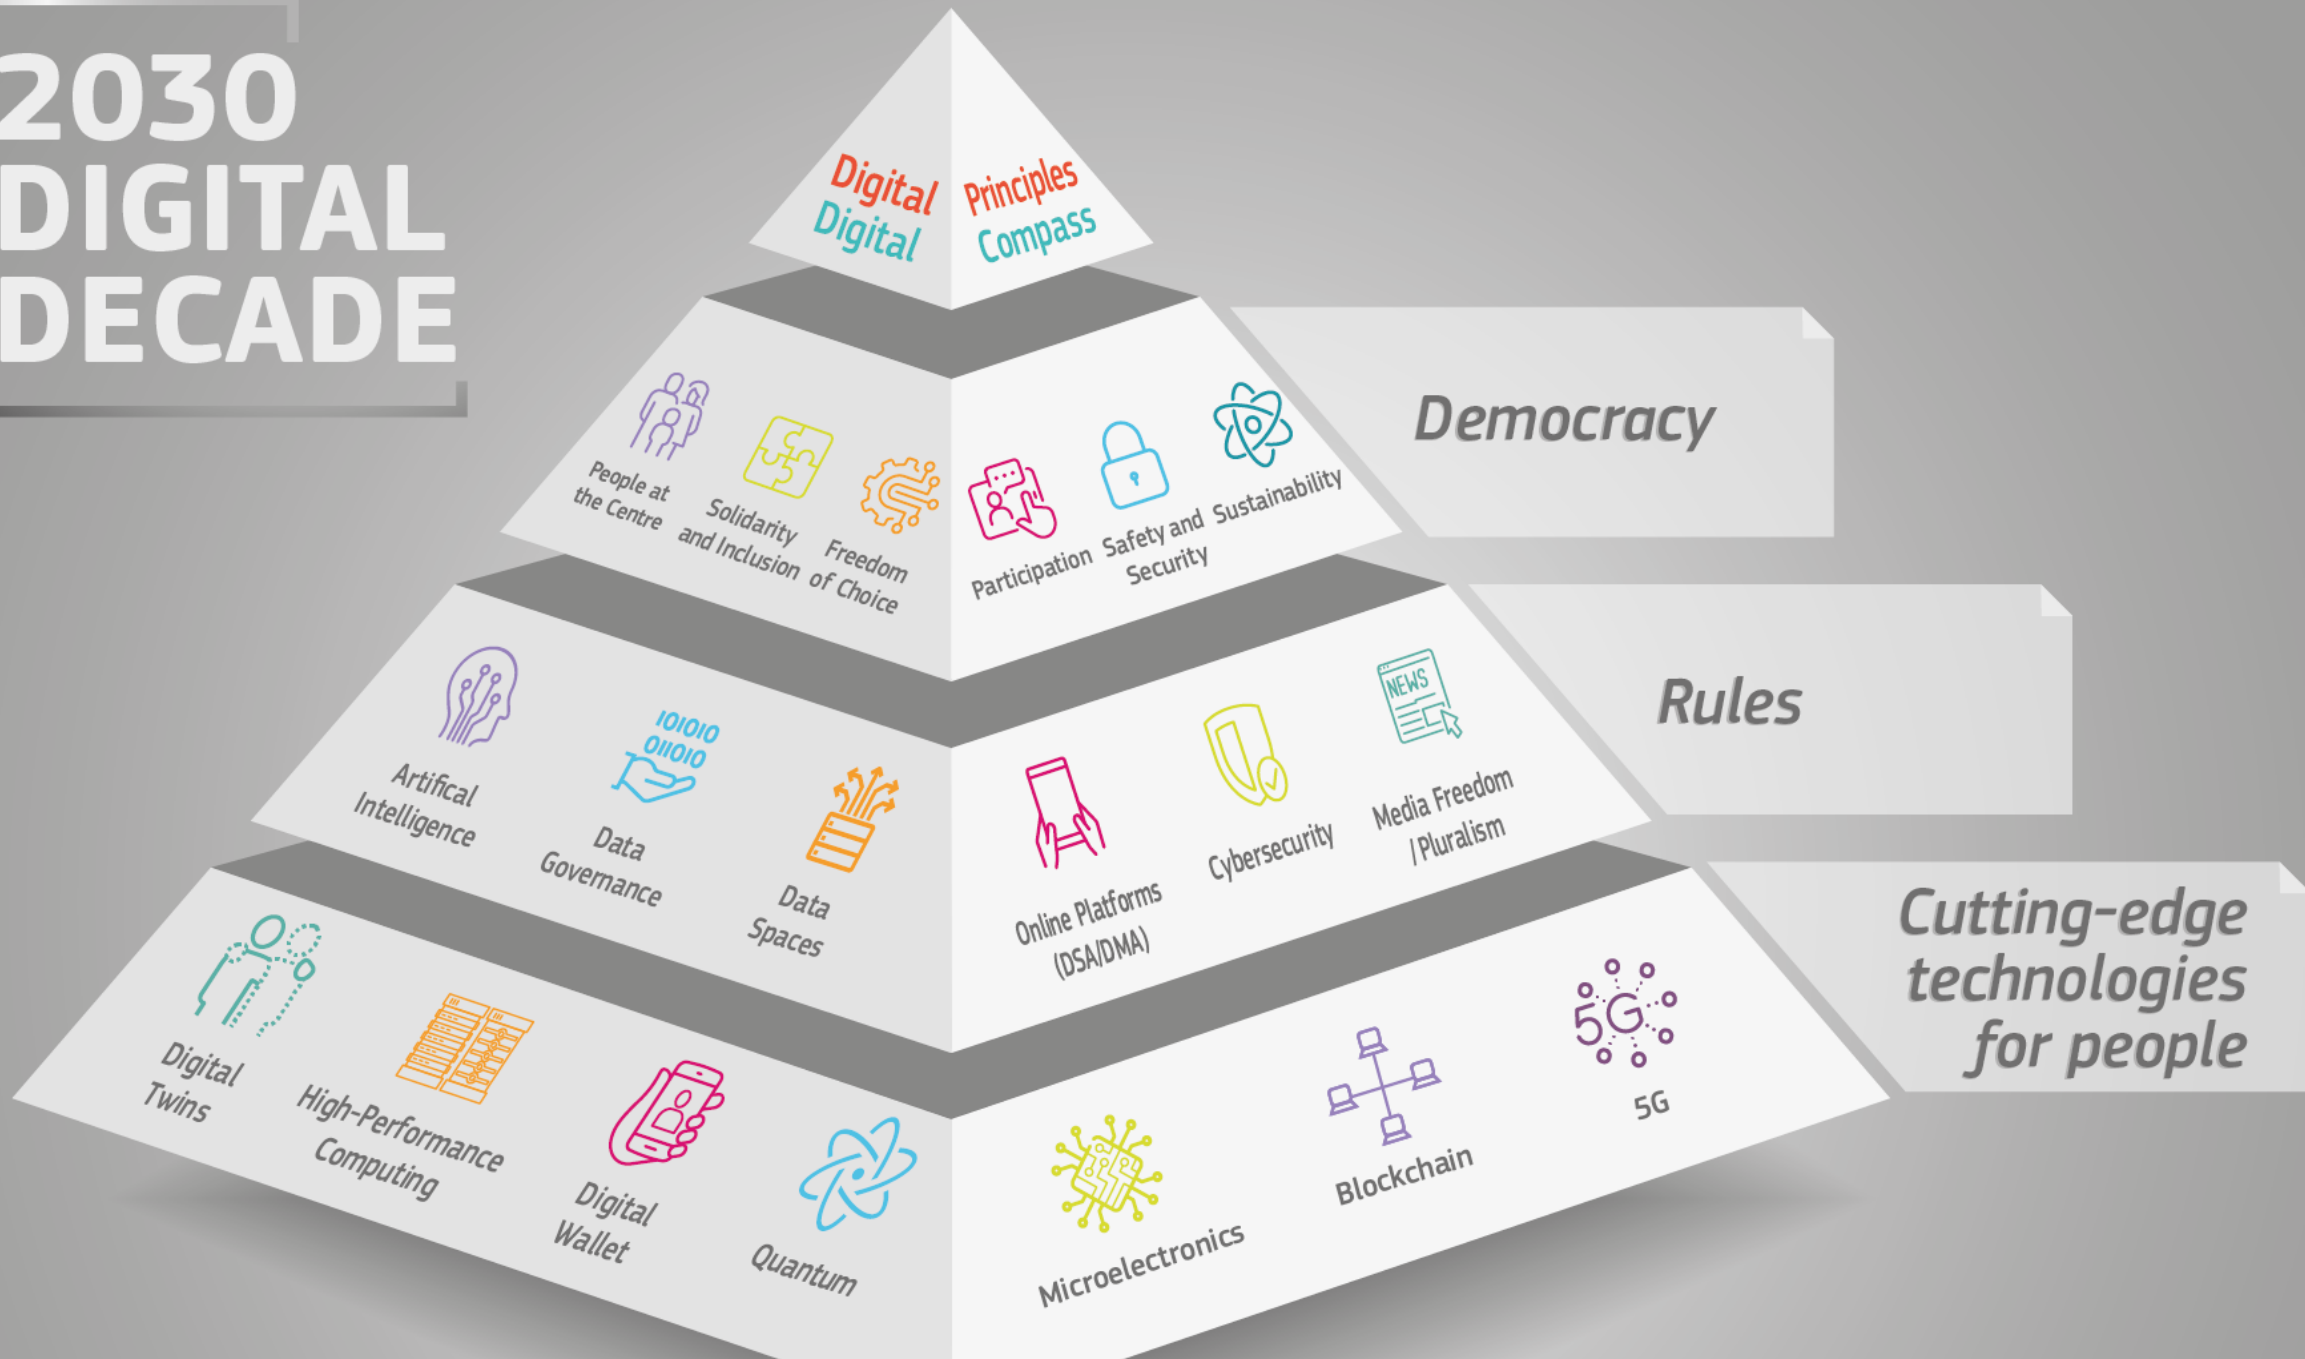 2030
DIGITAL
DECADE
Digital Principles
Digital Compass
Democracy
People at
the Centre
Solidarity
and Inclusion
Freedom
of Choice
Participation
Safety and
Security
Sustainability
Rules
Artifical
Intelligence
101010
011010
Data
Governance
Data
Spaces
Online Platforms
(DSA/DMA)
Cybersecurity
NEWS
Media Freedom
/ Pluralism
Cutting-edge
technologies
for people
Digital
Twins
High-Performance
Computing
Digital
Wallet
Quantum
Microelectronics
Blockchain
5G
5G